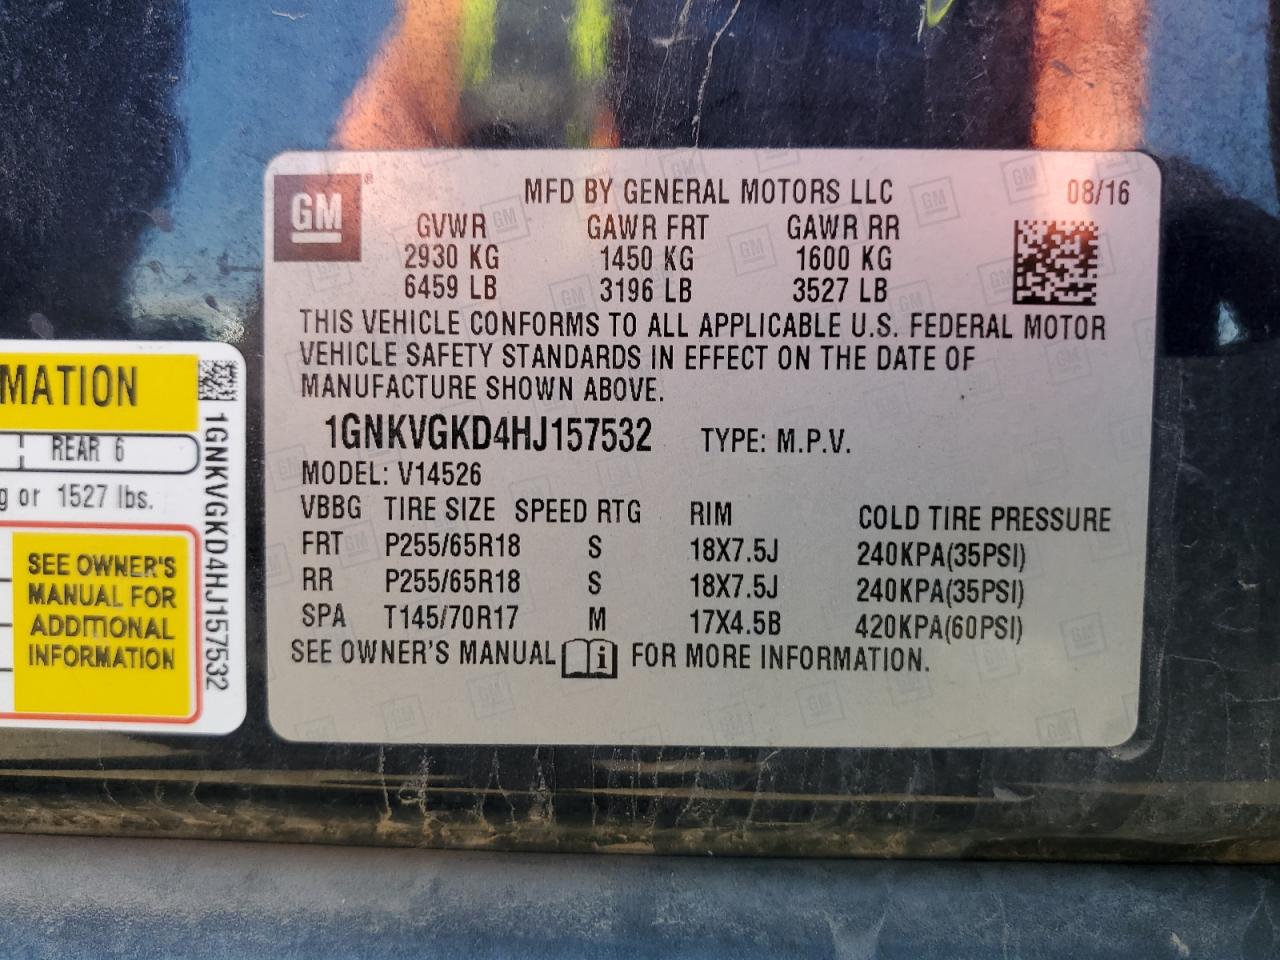 GM
MFD BY GENERAL MOTORS LLC 08/16
GVWR GAWR FRT GAWR RR
2930 KG 1450 KG 1600 KG
6459 LB 3196 LB 3527 LB
THIS VEHICLE CONFORMS TO ALL APPLICABLE U.S. FEDERAL MOTOR
VEHICLE SAFETY STANDARDS IN EFFECT ON THE DATE OF
MANUFACTURE SHOWN ABOVE.
1GNKVGKD4HJ157532 TYPE: M.P.V.
MODEL: V14526
VBBG TIRE SIZE SPEED RTG RIM COLD TIRE PRESSURE
FRT P255/65R18 S 18X7.5J 240KPA(35PSI)
RR P255/65R18 S 18X7.5J 240KPA(35PSI)
SPA T145/70R17 M 17X4.5B 420KPA(60PSI)
SEE OWNER'S MANUAL FOR MORE INFORMATION.
MATION
REAR 6
g or 1527 lbs.
SEE OWNER'S
MANUAL FOR
ADDITIONAL
INFORMATION
1GNKVGKD4HJ157532